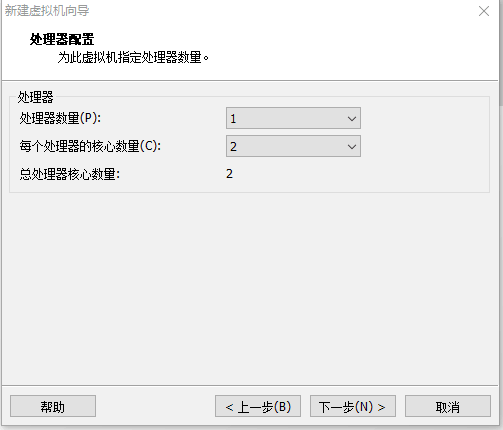 新建虚拟机向导
处理器配置
为此虚拟机指定处理器数量。
处理器
处理器数量(P): 1
每个处理器的核心数量(C): 2
总处理器核心数量: 2
帮助 < 上一步(B) 下一步(N) > 取消